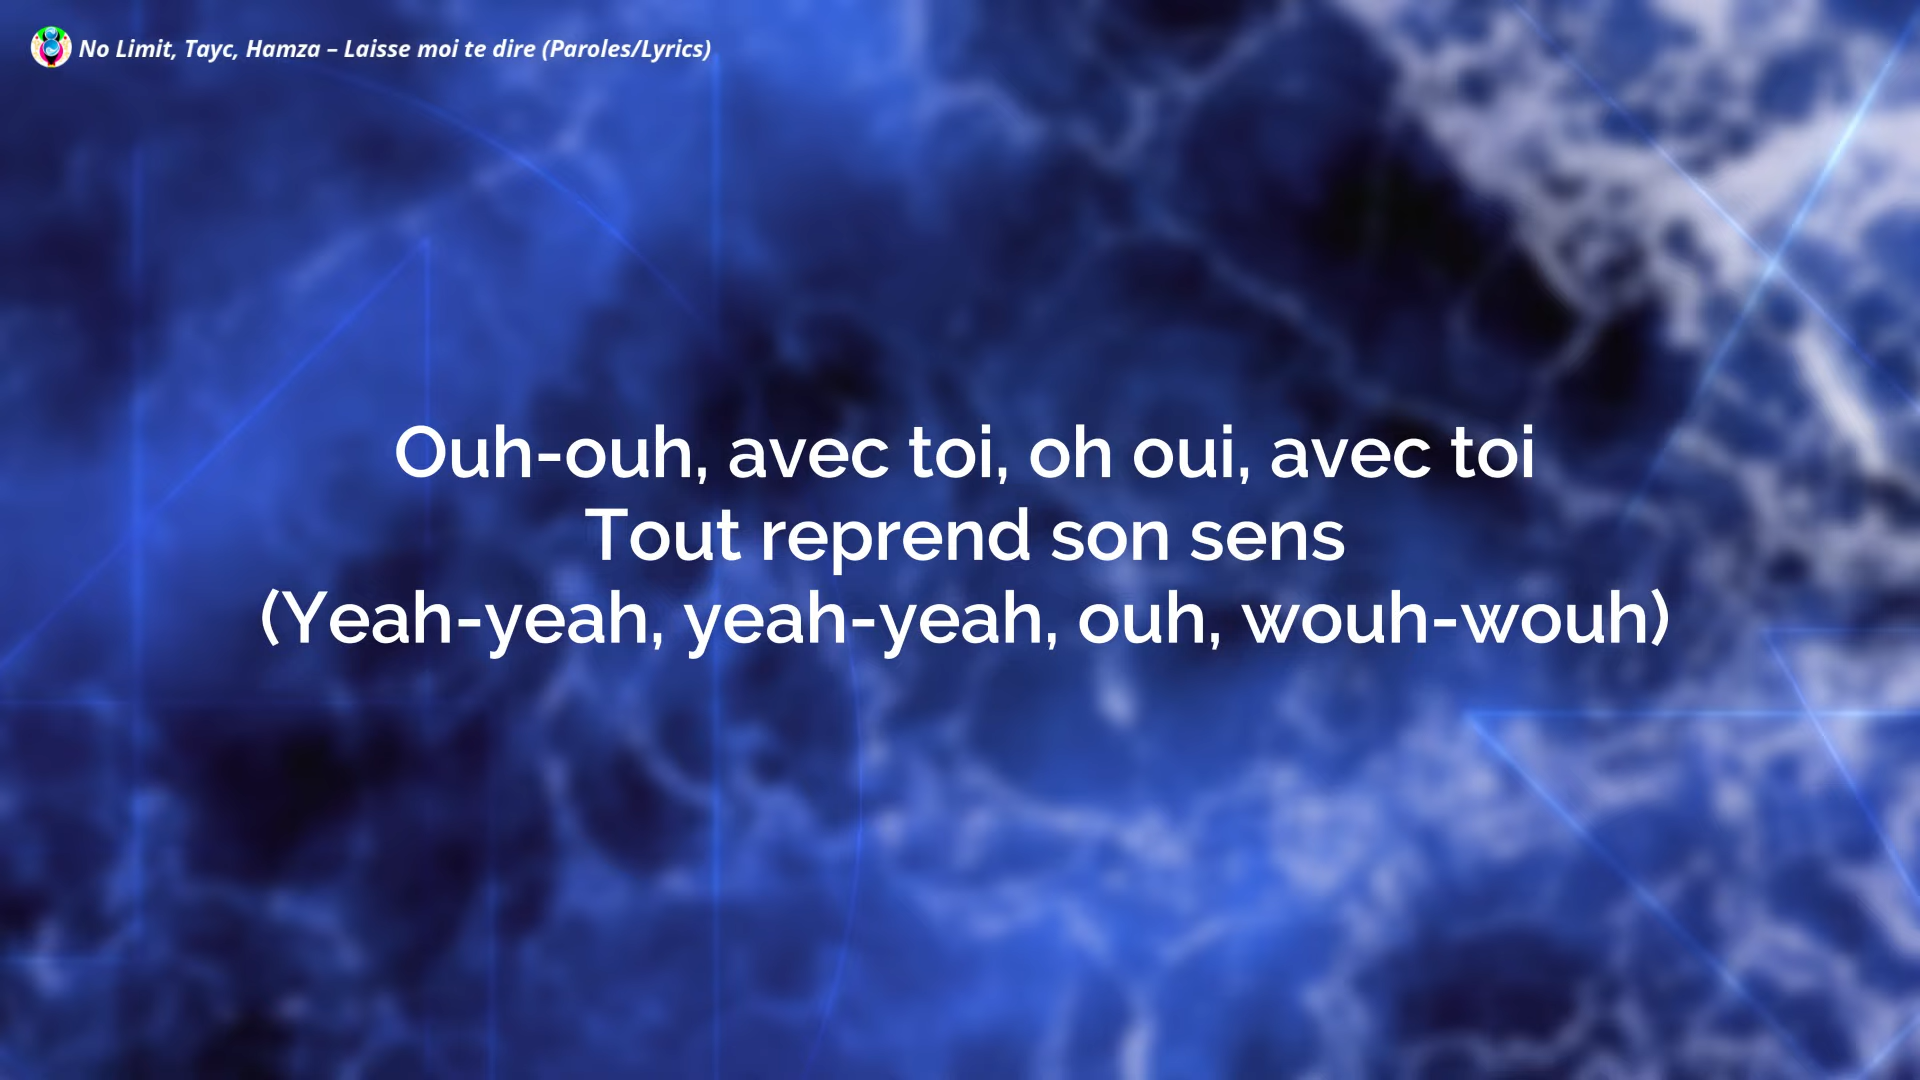 No Limit, Tayc, Hamza – Laisse moi te dire (Paroles/Lyrics)
Ouh-ouh, avec toi, oh oui, avec toi
Tout reprend son sens
(Yeah-yeah, yeah-yeah, ouh, wouh-wouh)